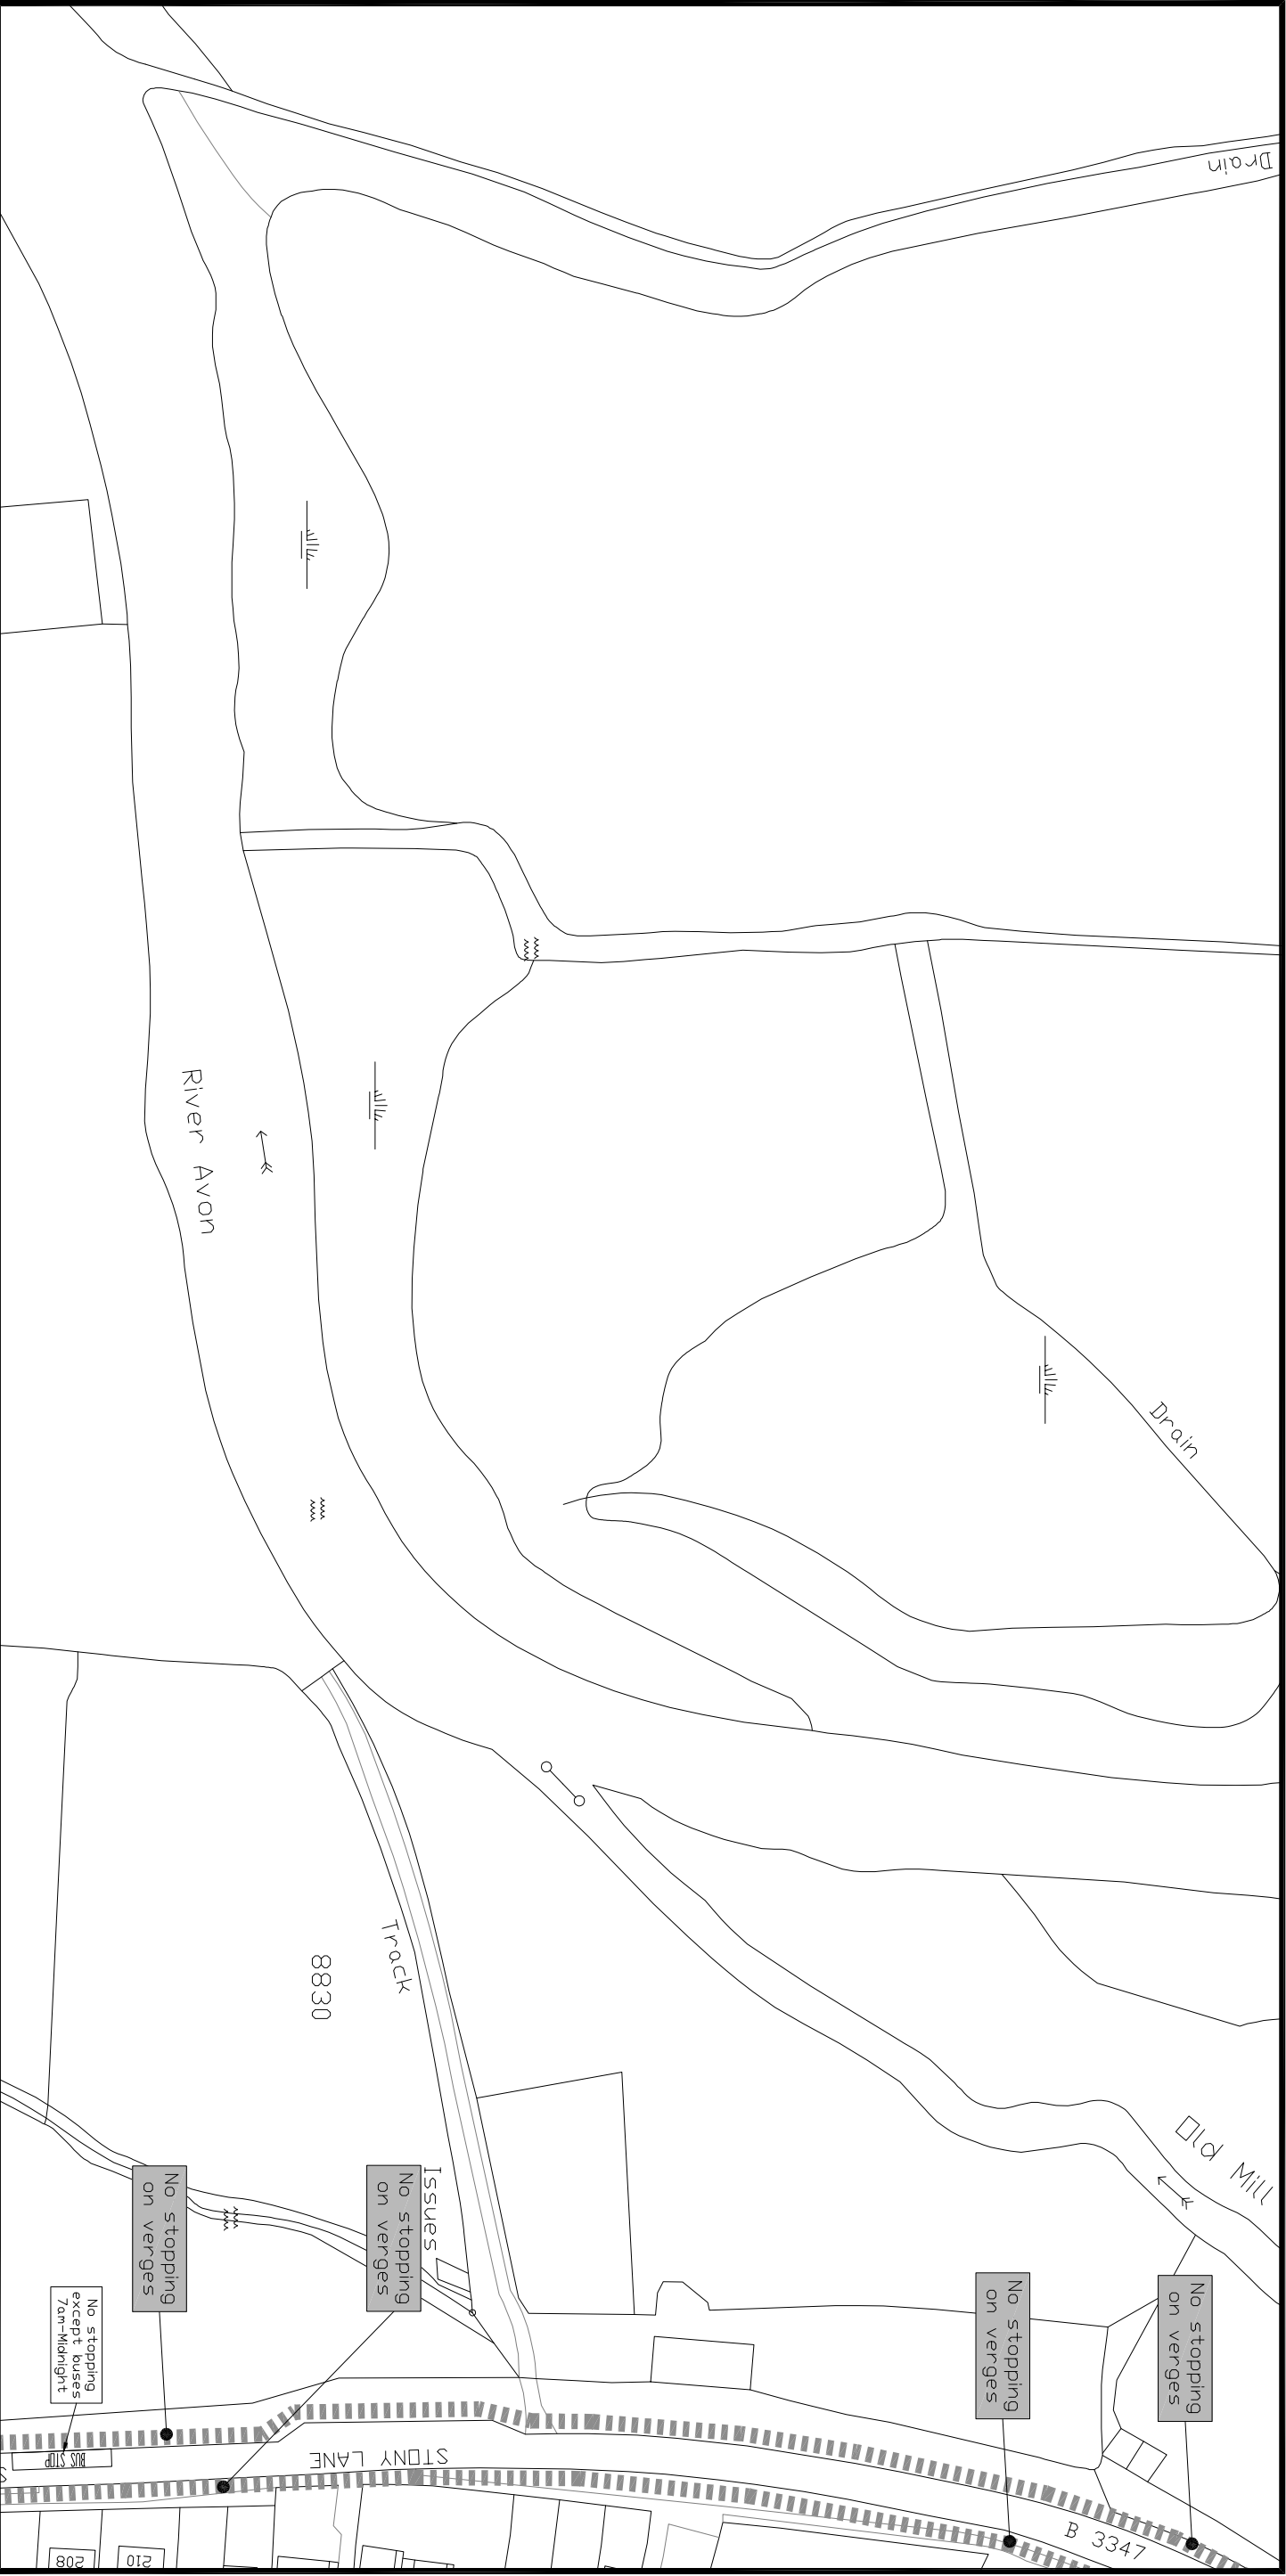 Drain
River Avon
Drain
Track
8830
Old Mill
Issues
No stopping
on verges
No stopping
on verges
No stopping
on verges
No stopping
on verges
No stopping
except buses
7am-Midnight
BUS STOP
STONY LANE
B 3347
208
210